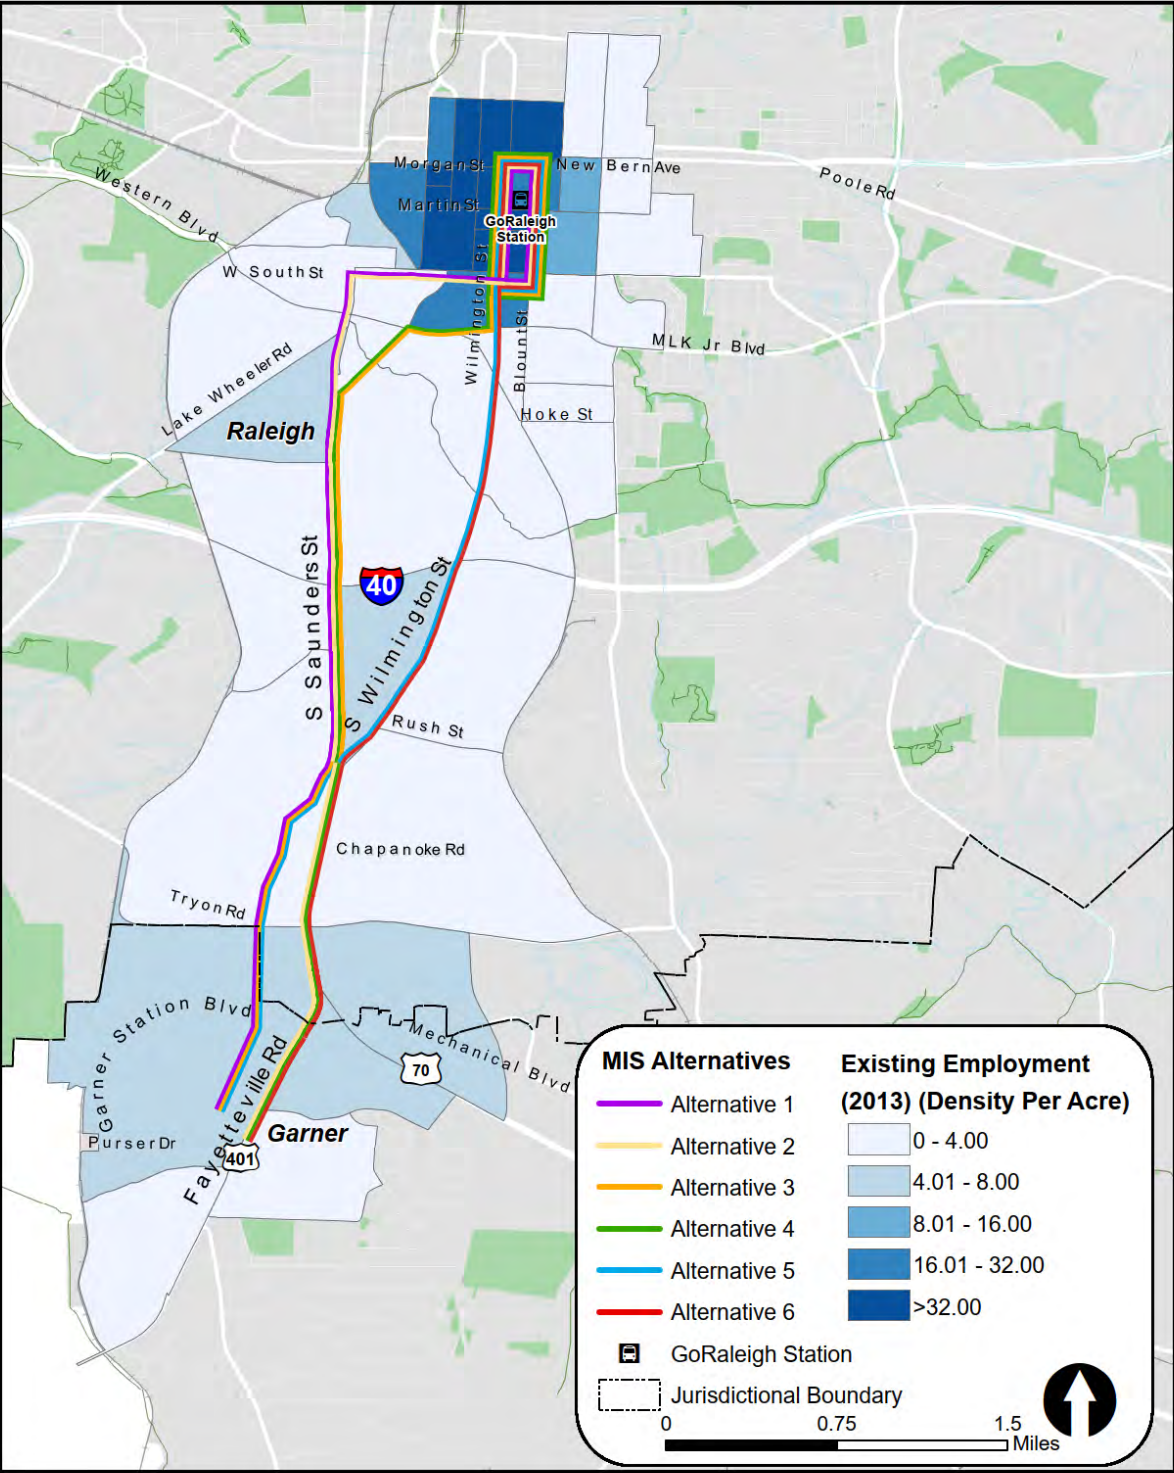 Morgan St
New Bern Ave
Poole Rd
Western Blvd
Martin St
GoRaleigh
Station
W South St
Wilmington St
Blount St
MLK Jr Blvd
Lake Wheeler Rd
Hoke St
Raleigh
40
S Saunders St
S Wilmington St
Rush St
Chapanoke Rd
Tryon Rd
Garner Station Blvd
Mechanical Blvd
70
Fayetteville Rd
Garner
Purser Dr
401
MIS Alternatives
Alternative 1
Alternative 2
Alternative 3
Alternative 4
Alternative 5
Alternative 6
GoRaleigh Station
Jurisdictional Boundary
Existing Employment
(2013) (Density Per Acre)
0 - 4.00
4.01 - 8.00
8.01 - 16.00
16.01 - 32.00
>32.00
0 0.75 1.5
Miles